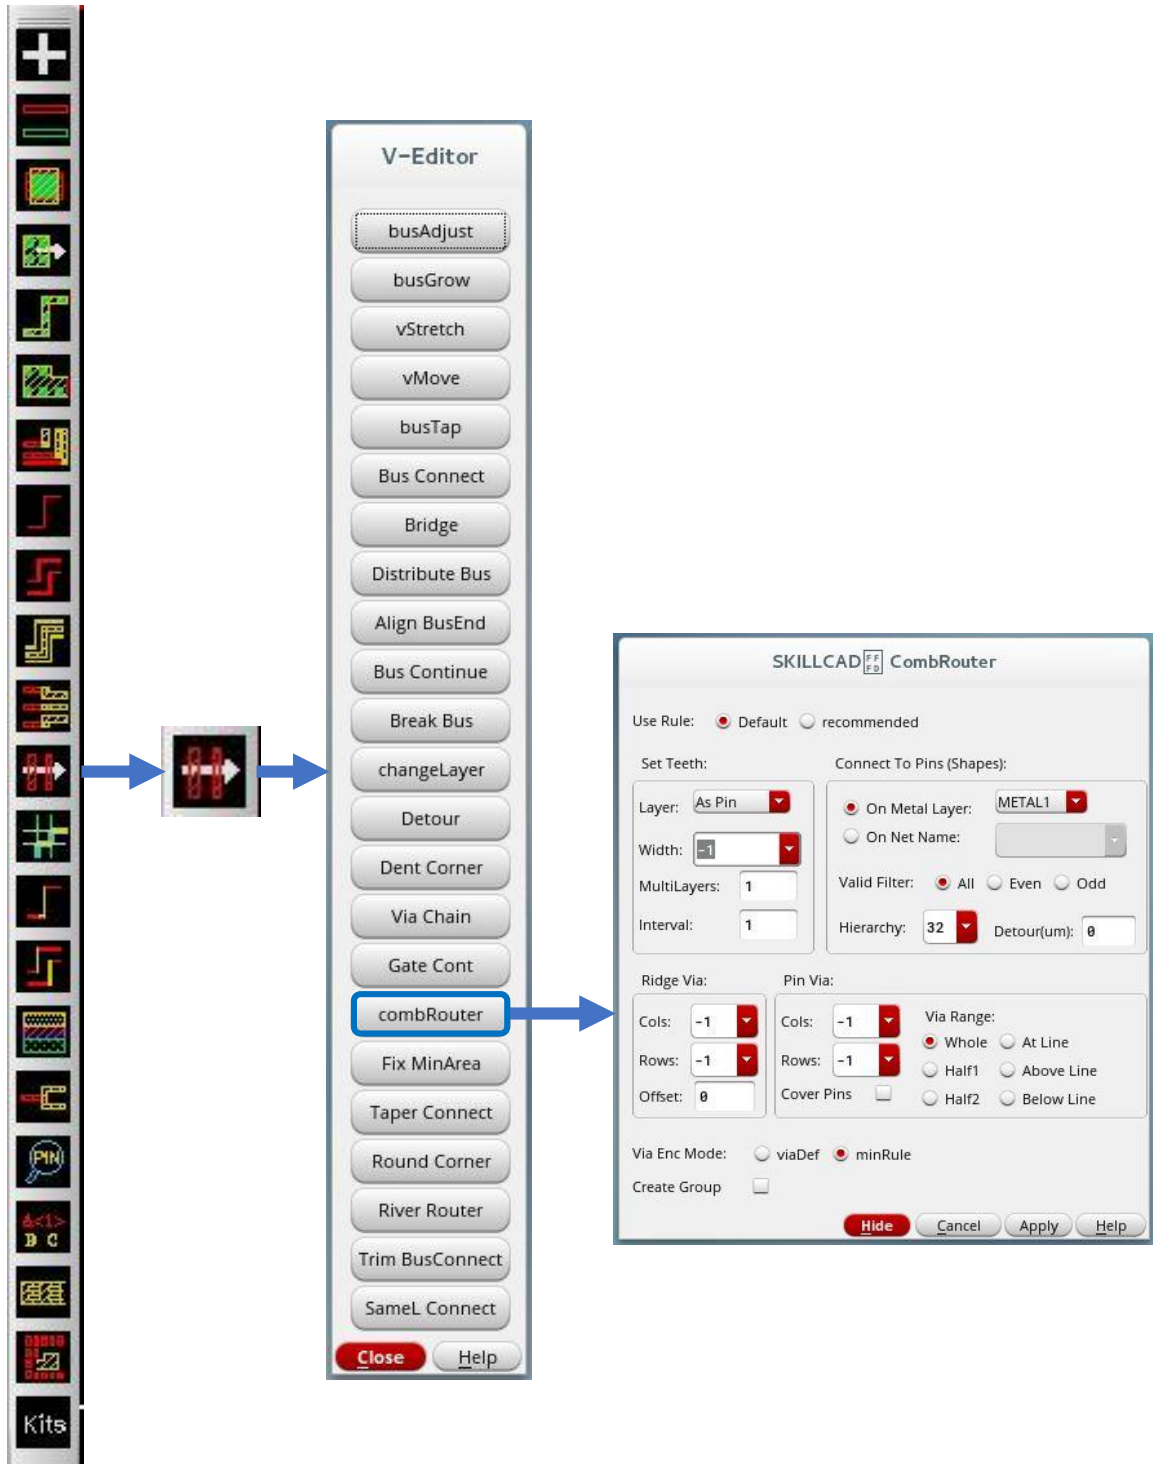 V-Editor
busAdjust
busGrow
vStretch
vMove
busTap
Bus Connect
Bridge
Distribute Bus
Align BusEnd
Bus Continue
Break Bus
changeLayer
Detour
Dent Corner
Via Chain
Gate Cont
combRouter
Fix MinArea
Taper Connect
Round Corner
River Router
Trim BusConnect
SameL Connect
Close Help
SKILLCAD FFFD CombRouter
Use Rule: Default recommended
Set Teeth: Connect To Pins (Shapes):
Layer: As Pin On Metal Layer: METAL1
On Net Name:
Width: -1
MultiLayers: 1 Valid Filter: All Even Odd
Interval: 1 Hierarchy: 32 Detour(um): 0
Ridge Via: Pin Via:
Cols: -1 Cols: -1 Via Range:
Whole At Line
Rows: -1 Rows: -1 Half1 Above Line
Offset: 0 Cover Pins Half2 Below Line
Via Enc Mode: viaDef minRule
Create Group
Hide Cancel Apply Help
PIN
&<1>
B C
Kits